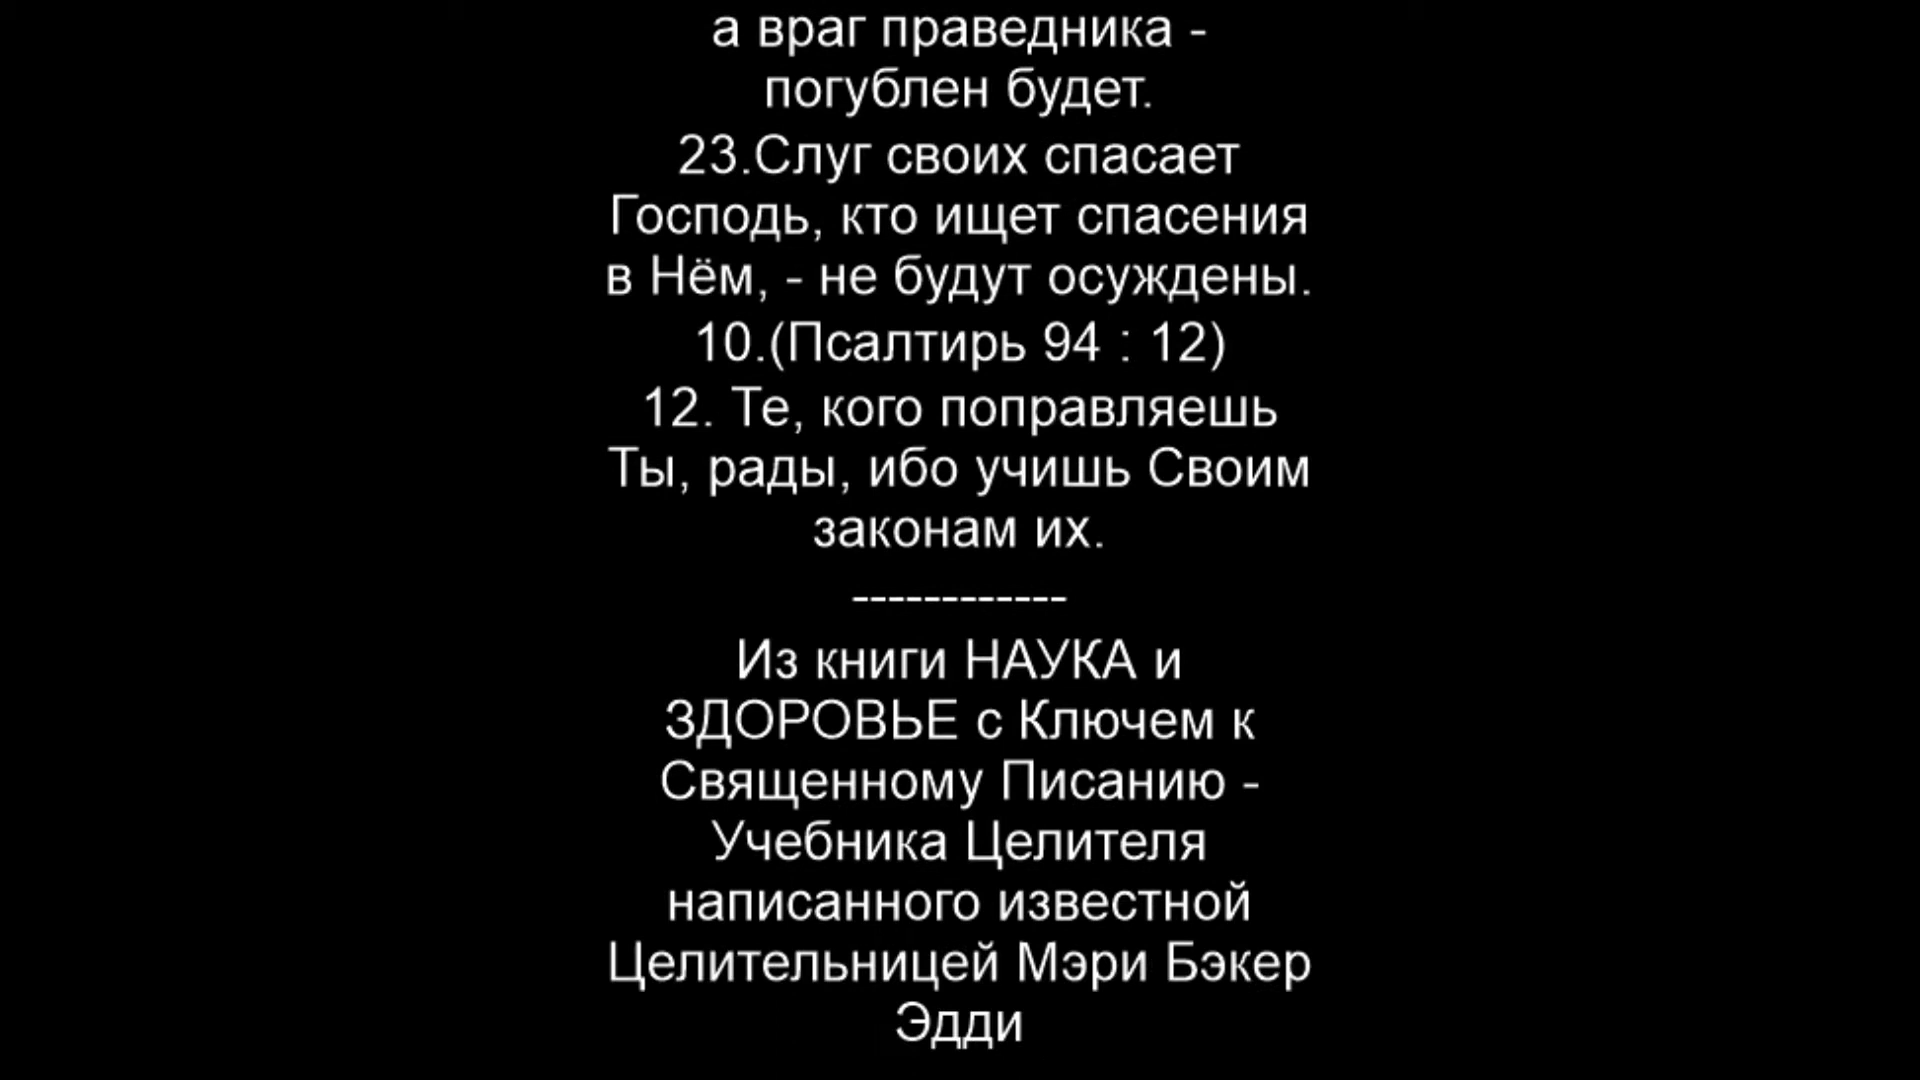 а враг праведника -
погублен будет.
23.Слуг своих спасает
Господь, кто ищет спасения
в Нём, - не будут осуждены.
10.(Псалтирь 94 : 12)
12. Те, кого поправляешь
Ты, рады, ибо учишь Своим
законам их.
------------
Из книги НАУКА и
ЗДОРОВЬЕ с Ключем к
Священному Писанию -
Учебника Целителя
написанного известной
Целительницей Мэри Бэкер
Эдди